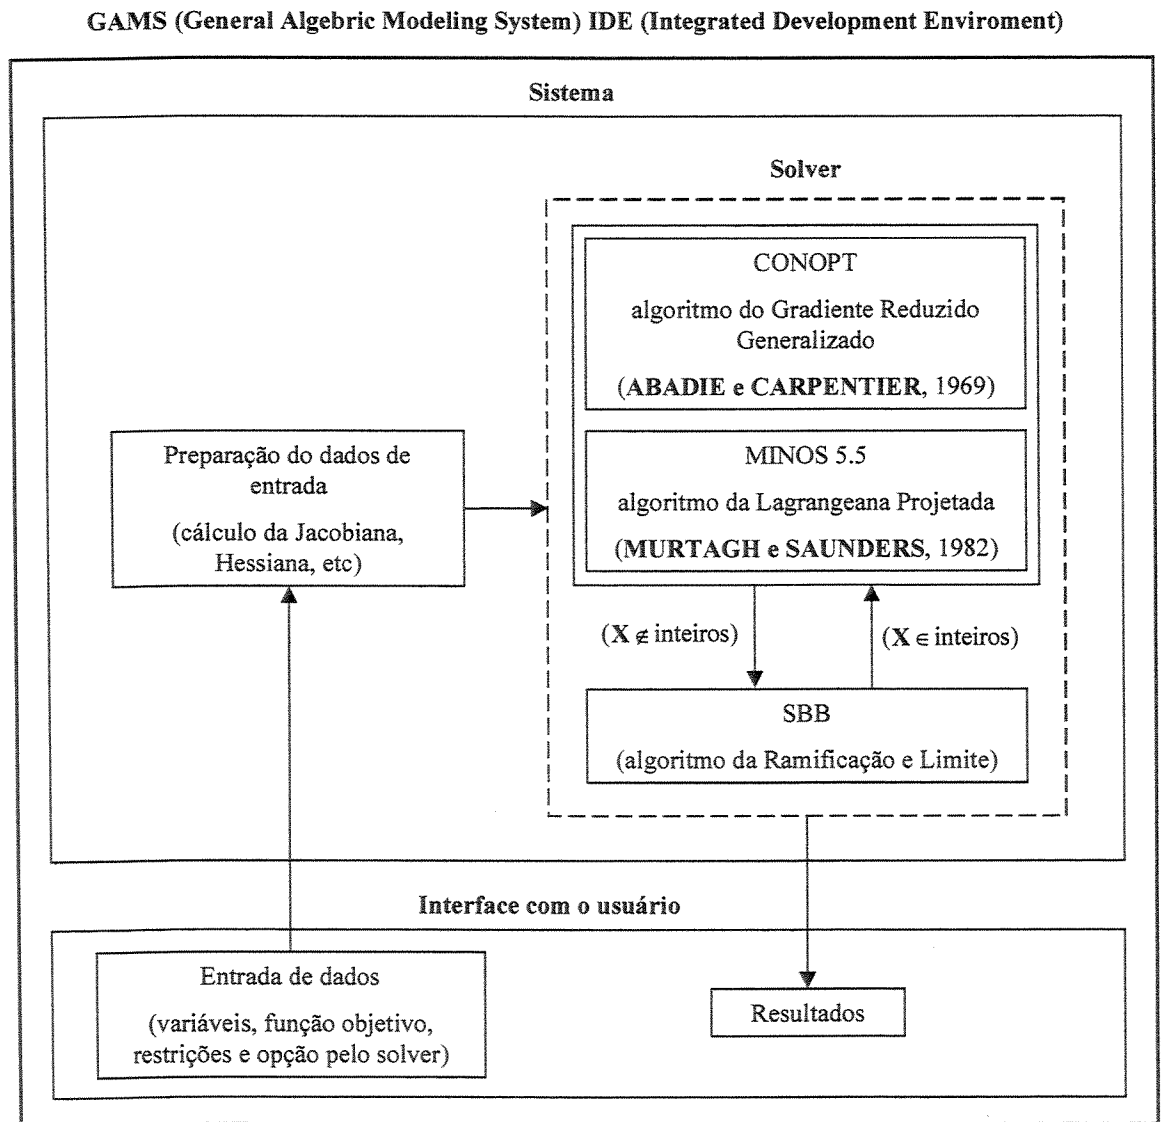 GAMS (General Algebric Modeling System) IDE (Integrated Development Enviroment)
Sistema
Solver
CONOPT
algoritmo do Gradiente Reduzido
Generalizado
(ABADIE e CARPENTIER, 1969)
Preparação do dados de
entrada
(cálculo da Jacobiana,
Hessiana, etc)
MINOS 5.5
algoritmo da Lagrangeana Projetada
(MURTAGH e SAUNDERS, 1982)
(X ∉ inteiros)
(X ∈ inteiros)
SBB
(algoritmo da Ramificação e Limite)
Interface com o usuário
Entrada de dados
(variáveis, função objetivo,
restrições e opção pelo solver)
Resultados